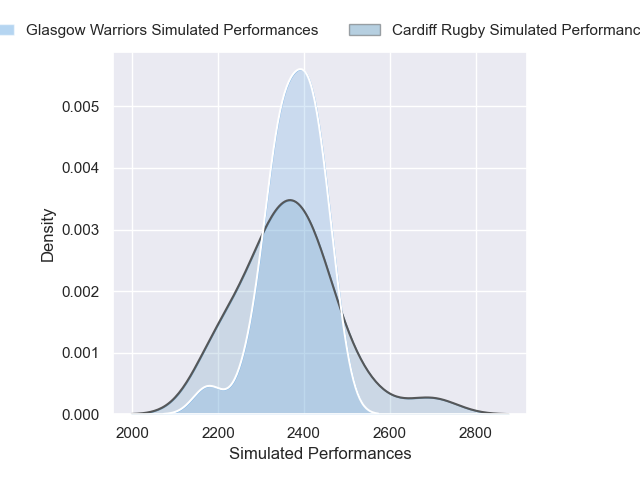 Glasgow Warriors Simulated Performances
Cardiff Rugby Simulated Performanc
0.005
0.004
0.003
0.002
0.001
0.000
Density
2000
2200
2400
2600
2800
Simulated Performances